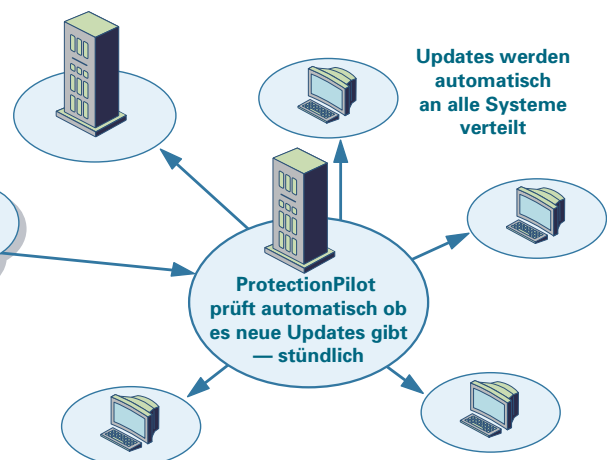 Updates werden
automatisch
an alle Systeme
verteilt
ProtectionPilot
prüft automatisch ob
es neue Updates gibt
— stündlich